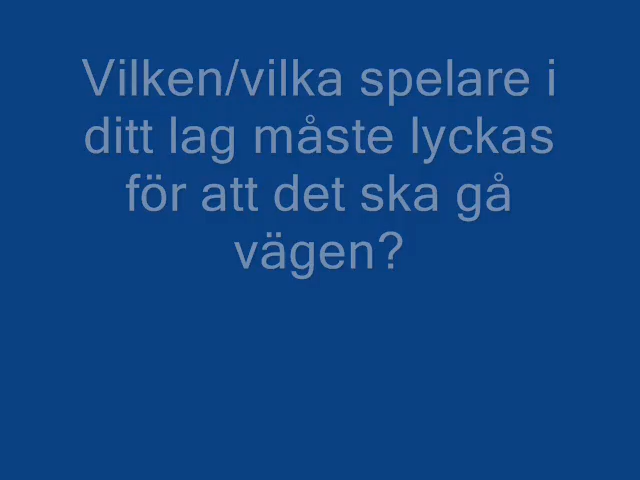 Vilken/vilka spelare i
ditt lag måste lyckas
för att det ska gå
vägen?